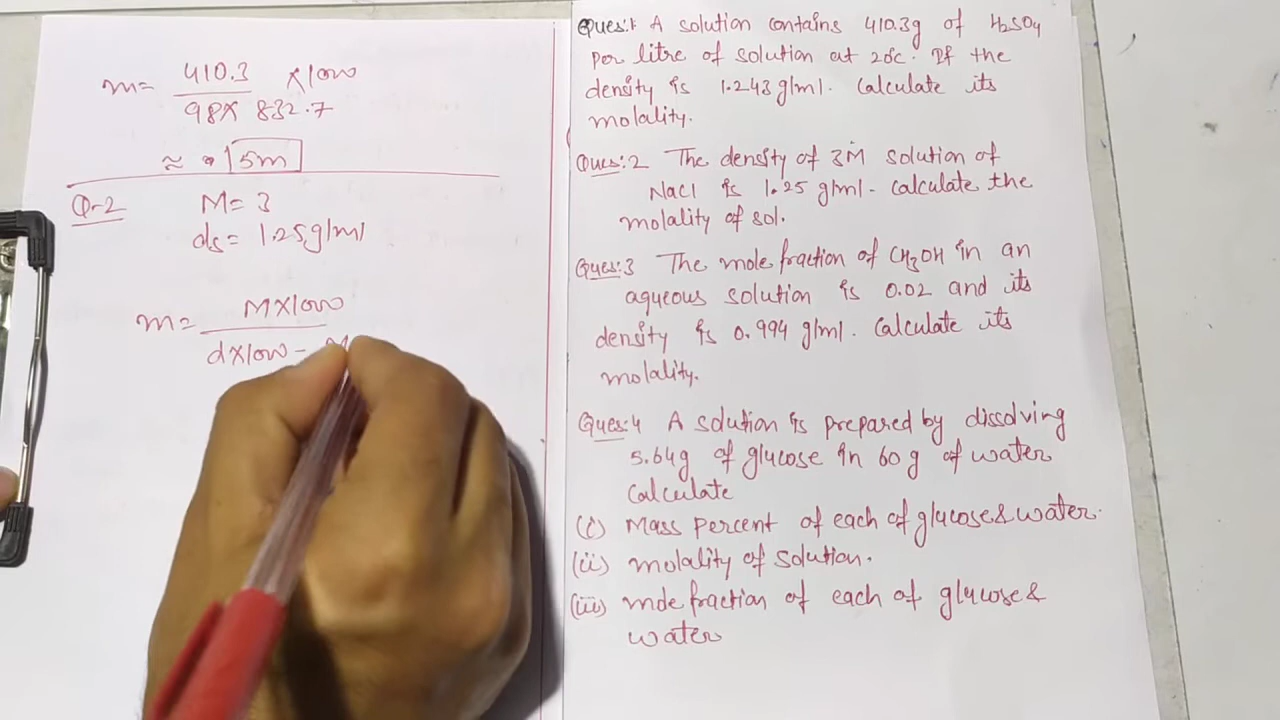 m= 410.3 × 1000
98× 832.7
≈ 5m
Q-2 M= 3
ds= 1.25g/ml
m= M×1000
d×1000 - M
Ques:1 A solution contains 410.3g of H₂SO₄
per litre of solution at 20°c. If the
density is 1.243 g/ml. Calculate its
molality.
Ques:2 The density of 3M solution of
NaCl is 1.25 g/ml. calculate the
molality of sol.
Ques:3 The mole fraction of CH₃OH in an
aqueous solution is 0.02 and its
density is 0.994 g/ml. Calculate its
molality.
Ques:4 A solution is prepared by dissolving
5.64g of glucose in 60 g of water
Calculate
(i) Mass percent of each of glucose & water.
(ii) molality of solution.
(iii) mole fraction of each of glucose &
water